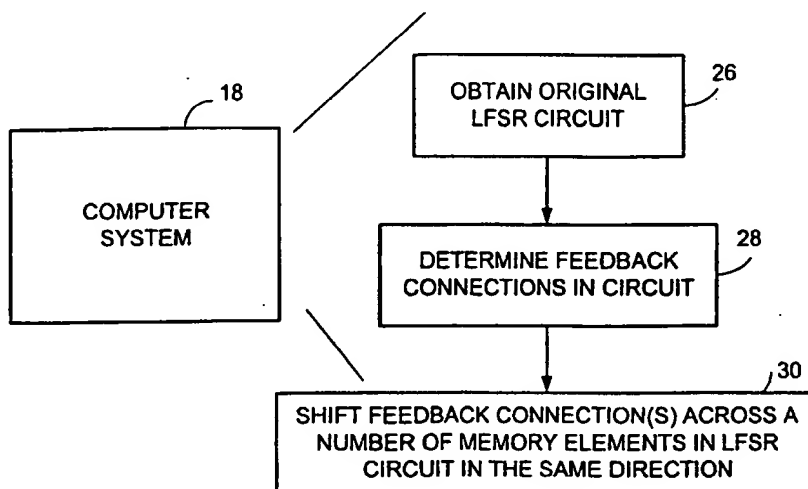 18
COMPUTER
SYSTEM
26
OBTAIN ORIGINAL
LFSR CIRCUIT
28
DETERMINE FEEDBACK
CONNECTIONS IN CIRCUIT
30
SHIFT FEEDBACK CONNECTION(S) ACROSS A
NUMBER OF MEMORY ELEMENTS IN LFSR
CIRCUIT IN THE SAME DIRECTION